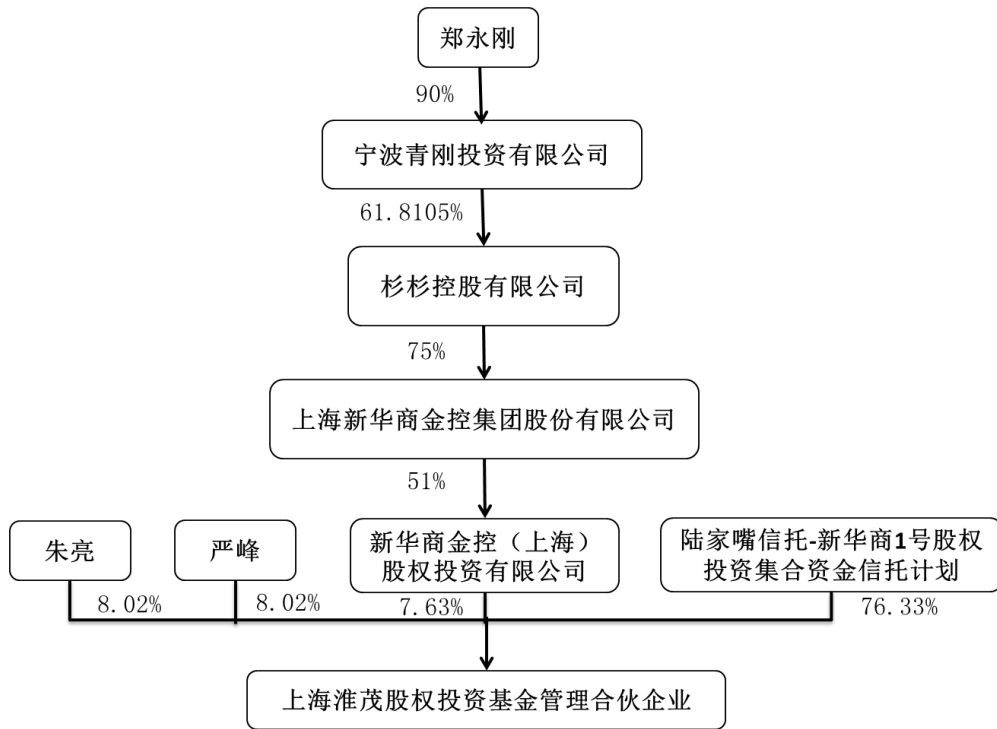 郑永刚
90%
宁波青刚投资有限公司
61.8105%
杉杉控股有限公司
75%
上海新华商金控集团股份有限公司
51%
朱亮
严峰
新华商金控（上海）
股权投资有限公司
陆家嘴信托-新华商1号股权
投资集合资金信托计划
8.02%
8.02%
7.63%
76.33%
上海淮茂股权投资基金管理合伙企业